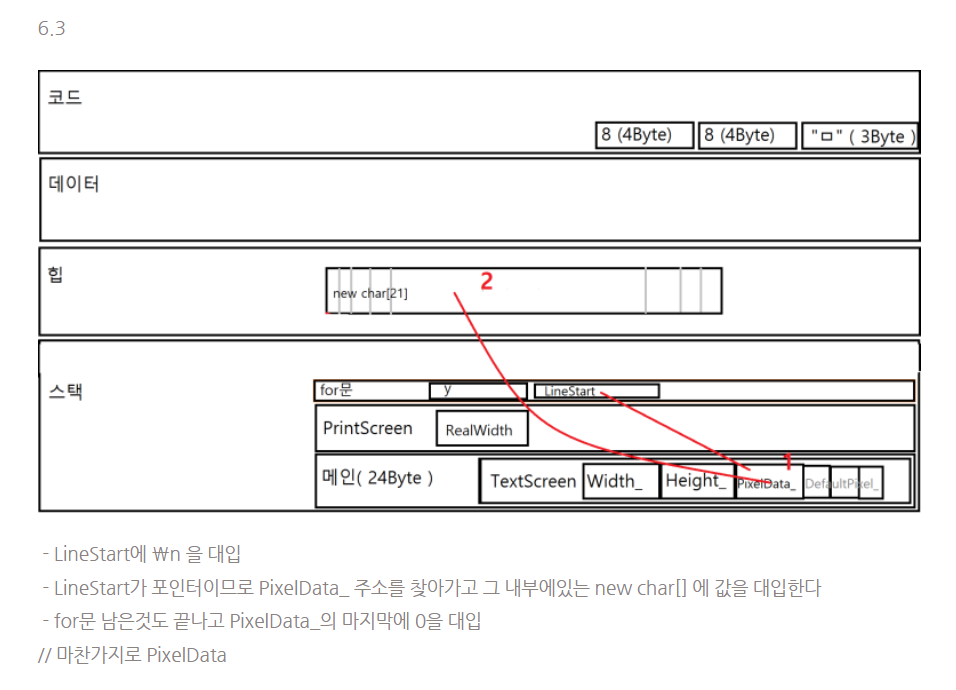 6.3
코드
8 (4Byte)
8 (4Byte)
"ㅁ" ( 3Byte )
데이터
힙
2
new char[21]
스택
for문
y
LineStart
PrintScreen
RealWidth
1
메인( 24Byte )
TextScreen
Width_
Height_
PixelData_
DefaultPixel_
- LineStart에 ₩n 을 대입
- LineStart가 포인터이므로 PixelData_ 주소를 찾아가고 그 내부에있는 new char[] 에 값을 대입한다
- for문 남은것도 끝나고 PixelData_의 마지막에 0을 대입
// 마찬가지로 PixelData